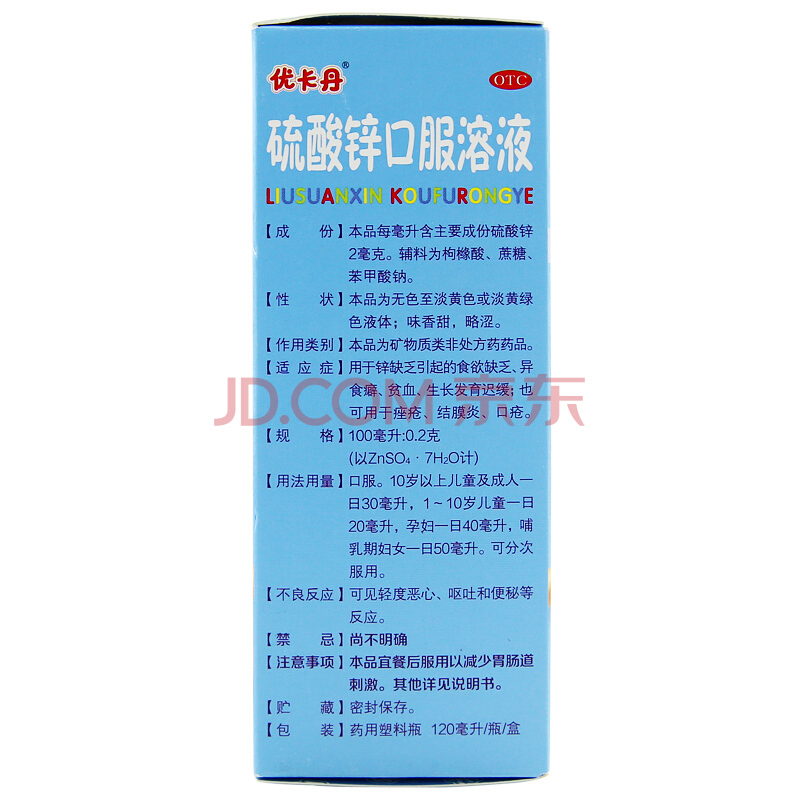 优卡丹®
OTC
硫酸锌口服溶液
LIUSUANXIN KOUFURONGYE
【成份】本品每毫升含主要成份硫酸锌
2毫克。辅料为枸橼酸、蔗糖、
苯甲酸钠。
【性状】本品为无色至淡黄色或淡黄绿
色液体；味香甜，略涩。
【作用类别】本品为矿物质类非处方药药品。
【适应症】用于锌缺乏引起的食欲缺乏、异
食癖、贫血、生长发育迟缓；也
可用于痤疮、结膜炎、口疮。
JD.COM 京东
【规格】100毫升:0.2克
(以ZnSO₄·7H₂O计)
【用法用量】口服。10岁以上儿童及成人一
日30毫升，1～10岁儿童一日
20毫升，孕妇一日40毫升，哺
乳期妇女一日50毫升。可分次
服用。
【不良反应】可见轻度恶心、呕吐和便秘等
反应。
【禁忌】尚不明确
【注意事项】本品宜餐后服用以减少胃肠道
刺激。其他详见说明书。
【贮藏】密封保存。
【包装】药用塑料瓶 120毫升/瓶/盒